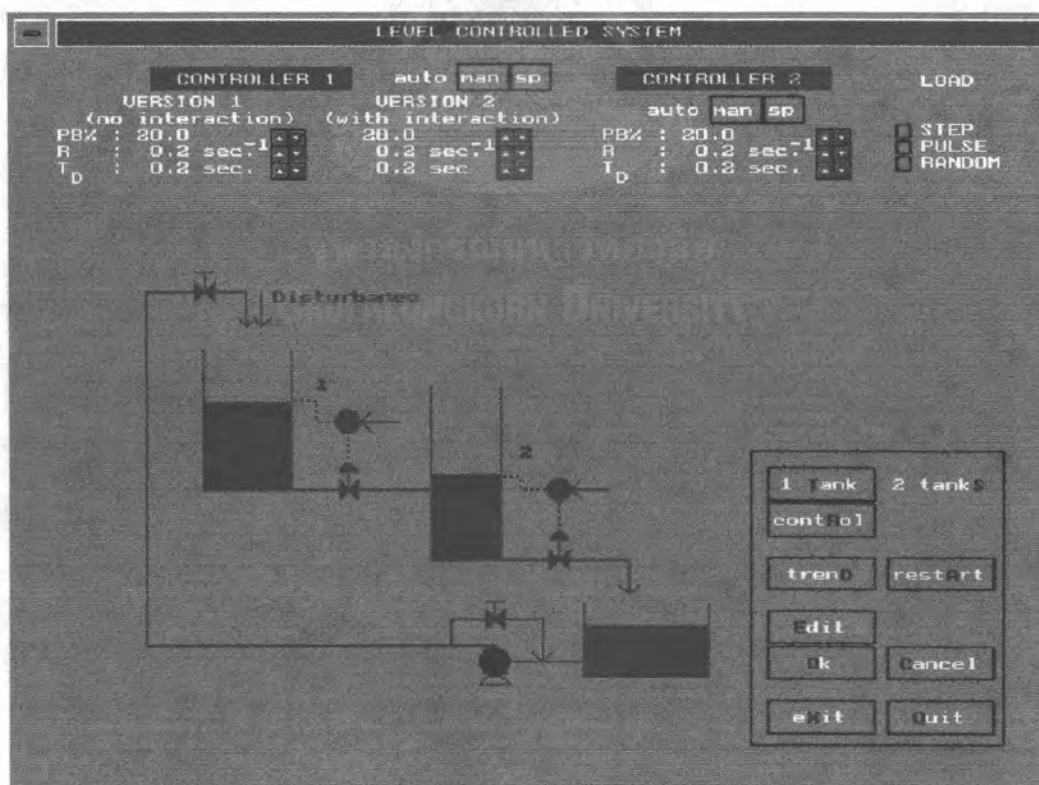 LEVEL CONTROLLED SYSTEM
CONTROLLER 1 auto man sp
VERSION 1 VERSION 2
(no interaction) (with interaction)
PB% : 20.0 20.0
R : 0.2 sec.-1 0.2 sec.-1
TD : 0.2 sec. 0.2 sec
CONTROLLER 2
auto man sp
PB% : 20.0
R : 0.2 sec.-1
TD : 0.2 sec.
LOAD
STEP
PULSE
RANDOM
UNIVERSITY
Disturbance
1
2
1 Tank 2 tankS
contRol
trenD restArt
Edit
Ok Cancel
eXit Quit